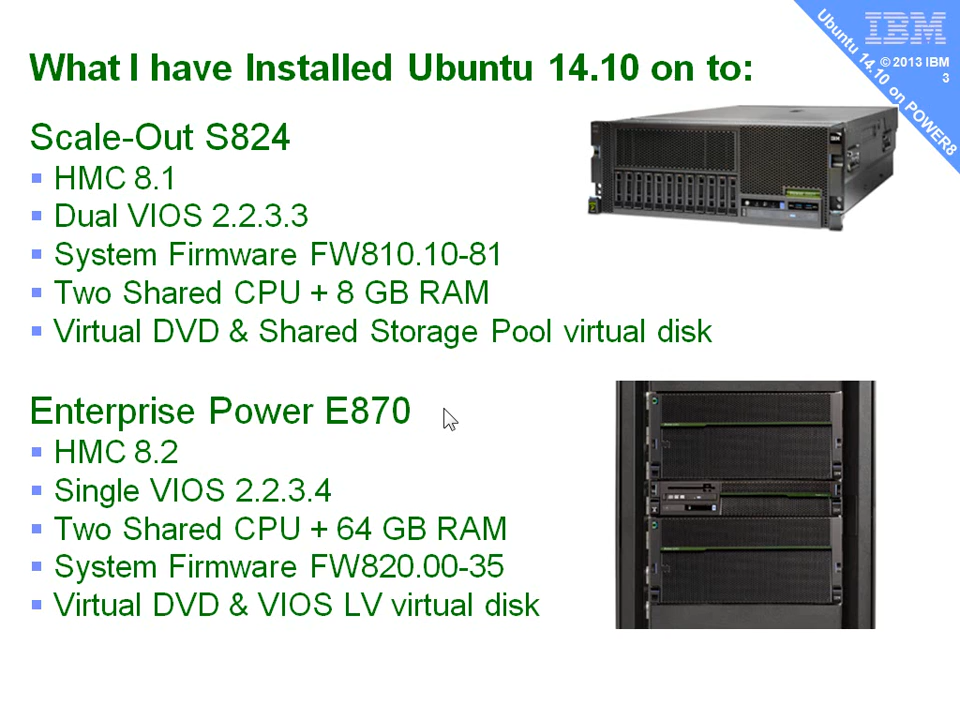 What I have Installed Ubuntu 14.10 on to:
Ubuntu 14.10 on POWER8
IBM
© 2013 IBM
3
Scale-Out S824
HMC 8.1
Dual VIOS 2.2.3.3
System Firmware FW810.10-81
Two Shared CPU + 8 GB RAM
Virtual DVD & Shared Storage Pool virtual disk
Enterprise Power E870
HMC 8.2
Single VIOS 2.2.3.4
Two Shared CPU + 64 GB RAM
System Firmware FW820.00-35
Virtual DVD & VIOS LV virtual disk